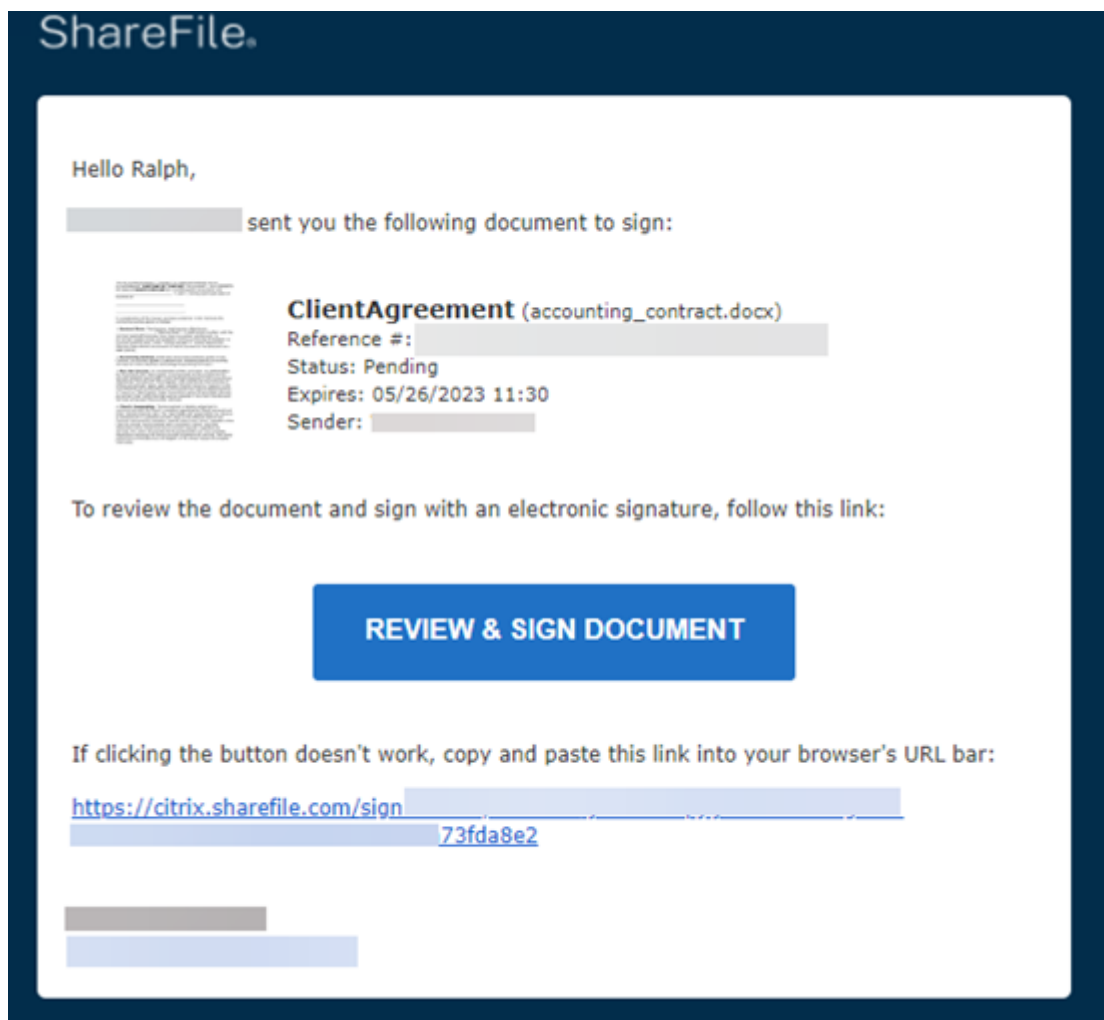 ShareFile®
Hello Ralph,
sent you the following document to sign:
ClientAgreement (accounting_contract.docx)
Reference #:
Status: Pending
Expires: 05/26/2023 11:30
Sender:
To review the document and sign with an electronic signature, follow this link:
REVIEW & SIGN DOCUMENT
If clicking the button doesn't work, copy and paste this link into your browser's URL bar:
https://citrix.sharefile.com/sign
73fda8e2